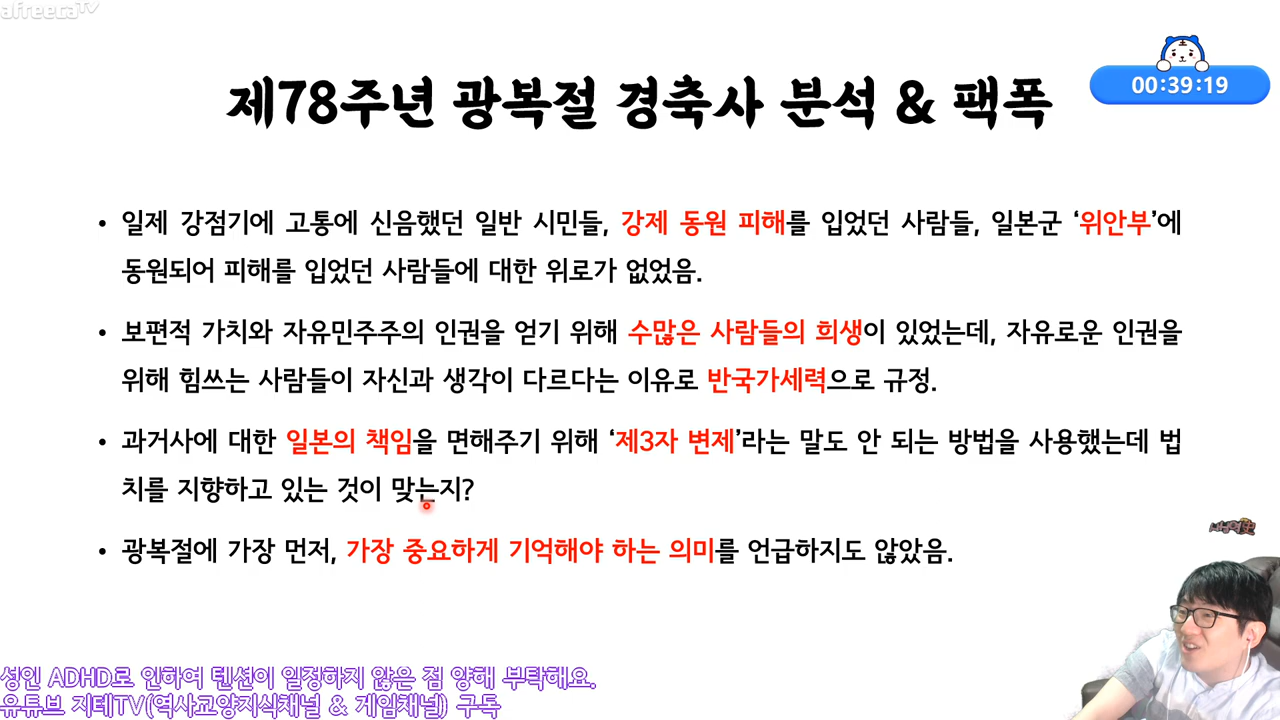 afreecaTV
00:39:19
제78주년 광복절 경축사 분석 & 팩폭
• 일제 강점기에 고통에 신음했던 일반 시민들, 강제 동원 피해를 입었던 사람들, 일본군 ‘위안부’에
동원되어 피해를 입었던 사람들에 대한 위로가 없었음.
• 보편적 가치와 자유민주주의 인권을 얻기 위해 수많은 사람들의 희생이 있었는데, 자유로운 인권을
위해 힘쓰는 사람들이 자신과 생각이 다르다는 이유로 반국가세력으로 규정.
• 과거사에 대한 일본의 책임을 면해주기 위해 ‘제3자 변제’라는 말도 안 되는 방법을 사용했는데 법
치를 지향하고 있는 것이 맞는지?
• 광복절에 가장 먼저, 가장 중요하게 기억해야 하는 의미를 언급하지도 않았음.
성인 ADHD로 인하여 텐션이 일정하지 않은 점 양해 부탁해요.
유튜브 지테TV(역사교양지식채널 & 게임채널) 구독